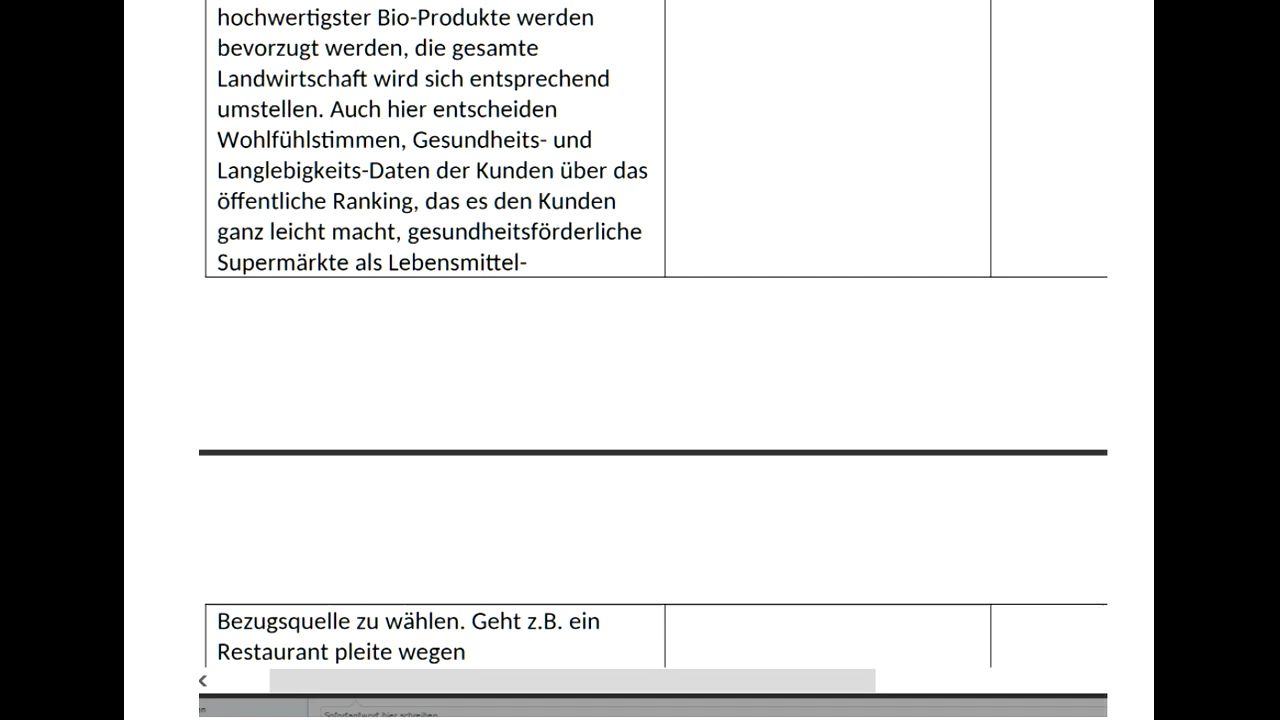 hochwertigster Bio-Produkte werden
bevorzugt werden, die gesamte
Landwirtschaft wird sich entsprechend
umstellen. Auch hier entscheiden
Wohlfühlstimmen, Gesundheits- und
Langlebigkeits-Daten der Kunden über das
öffentliche Ranking, das es den Kunden
ganz leicht macht, gesundheitsförderliche
Supermärkte als Lebensmittel-
Bezugsquelle zu wählen. Geht z.B. ein
Restaurant pleite wegen